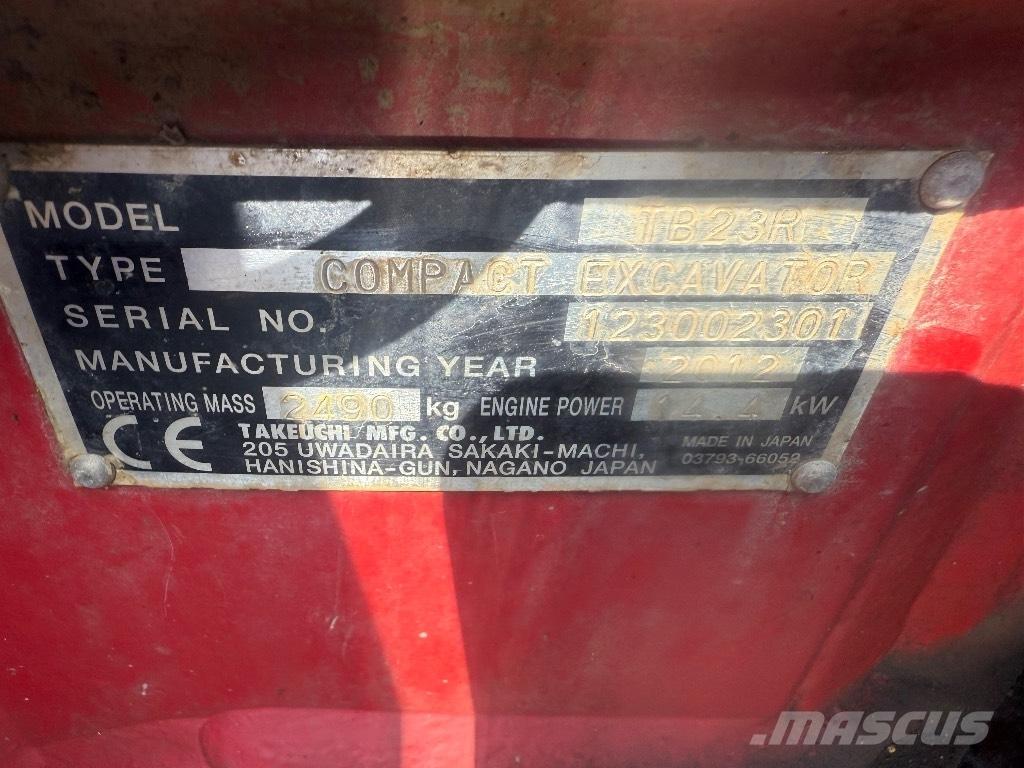 MODEL TB23R
TYPE COMPACT EXCAVATOR
SERIAL NO. 123002301
MANUFACTURING YEAR 2012
OPERATING MASS 2490 kg ENGINE POWER 14.4 kW
CE TAKEUCHI MFG. CO., LTD.
205 UWADAIRA, SAKAKI-MACHI,
HANISHINA-GUN, NAGANO JAPAN
MADE IN JAPAN
03793-66059
MASCUS